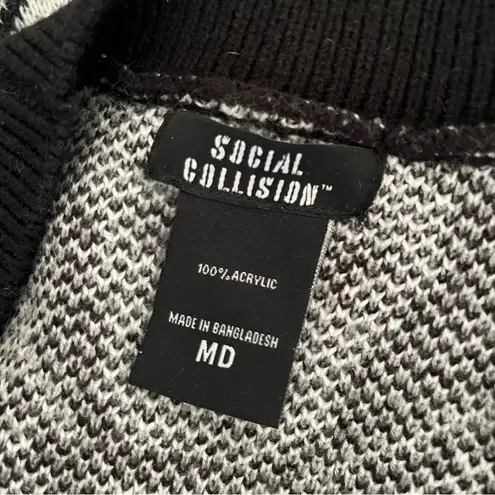 SOCIAL
COLLISION™
100% ACRYLIC
MADE IN BANGLADESH
MD